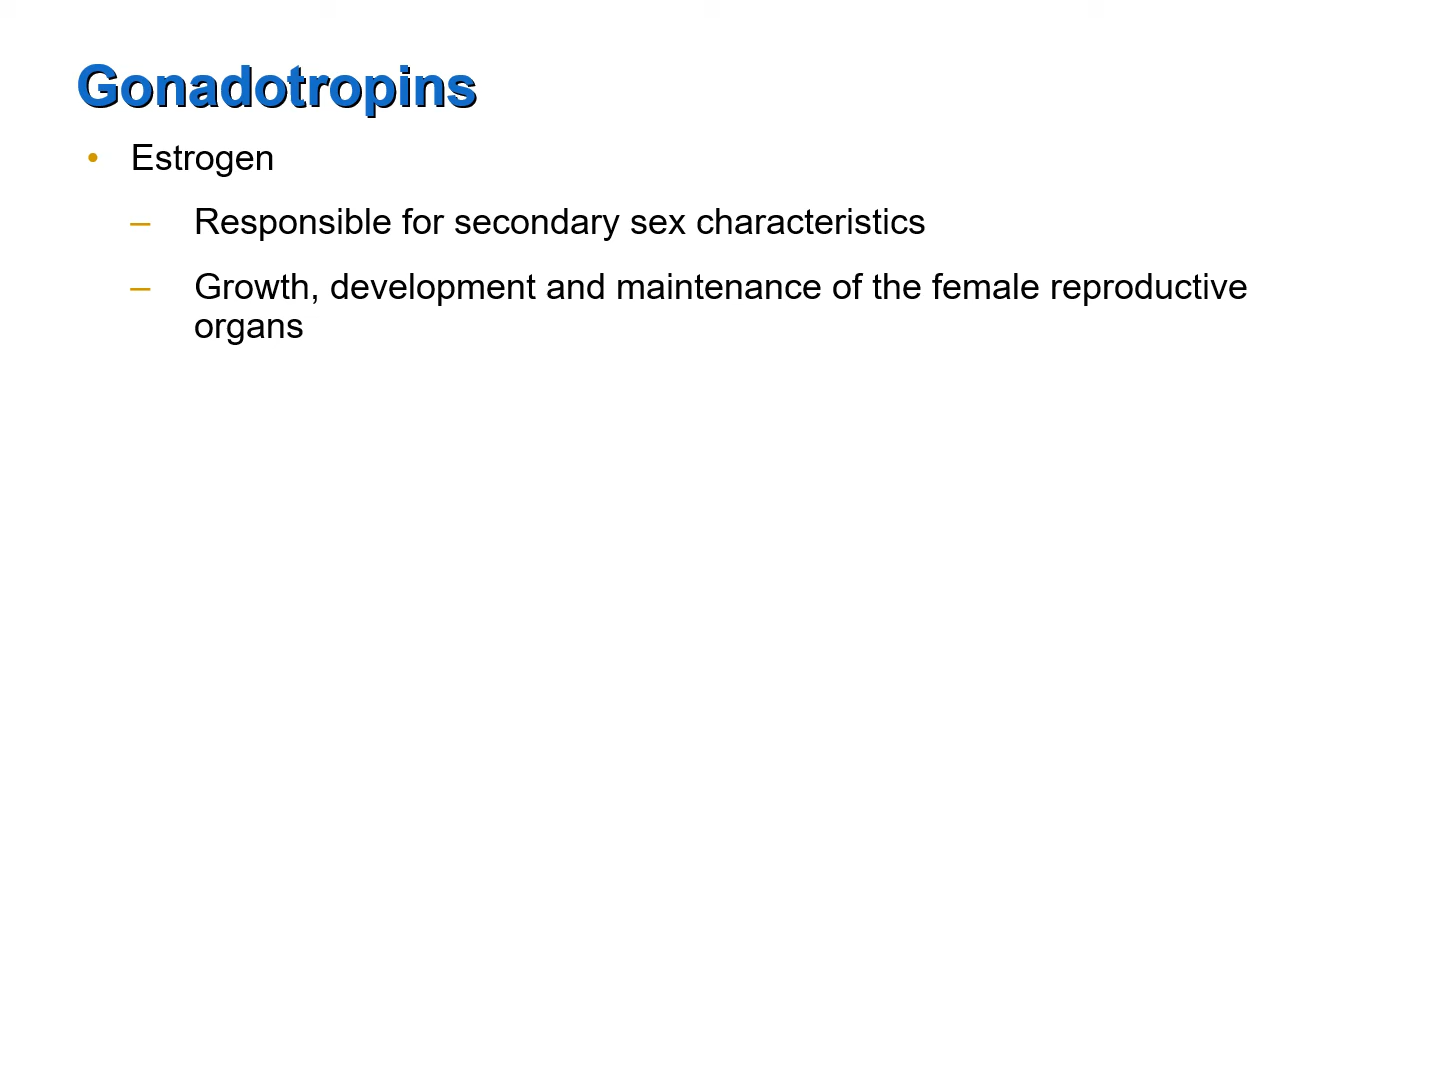 Gonadotropins
• Estrogen
– Responsible for secondary sex characteristics
– Growth, development and maintenance of the female reproductive
organs